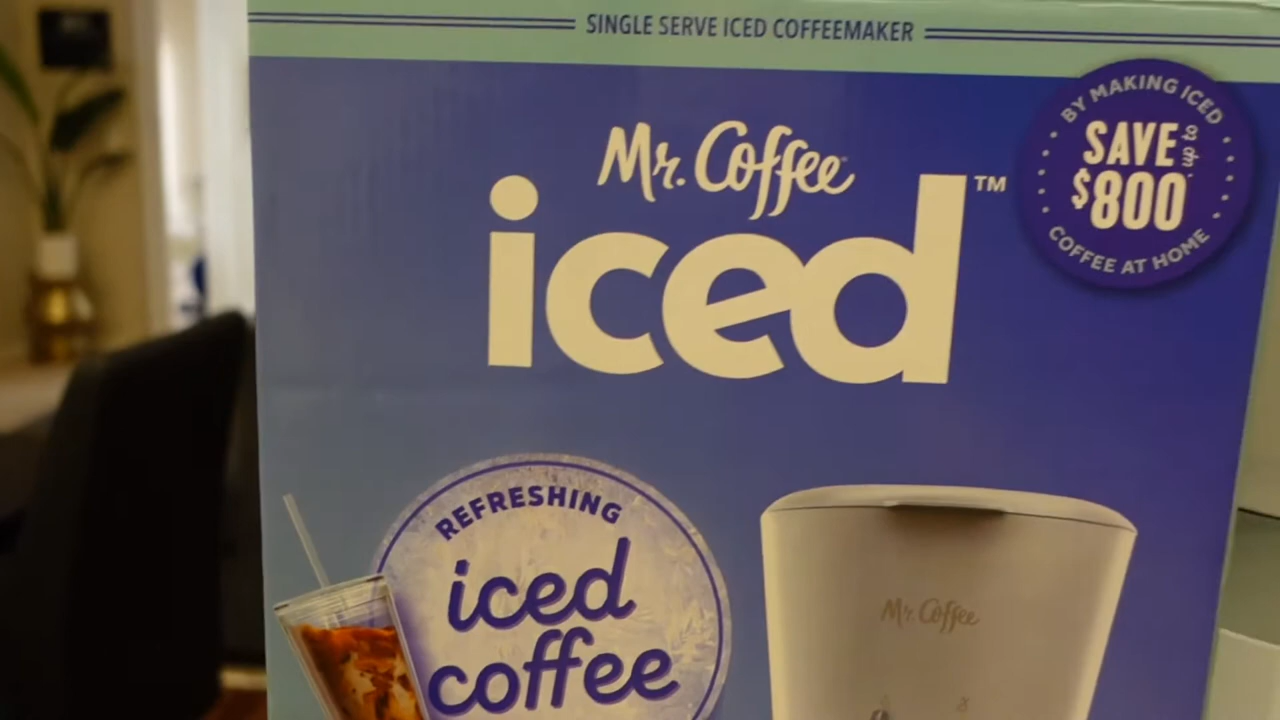 SINGLE SERVE ICED COFFEEMAKER
Mr. Coffee
iced™
BY MAKING ICED
SAVE
$800
COFFEE AT HOME
REFRESHING
iced
coffee
Mr. Coffee